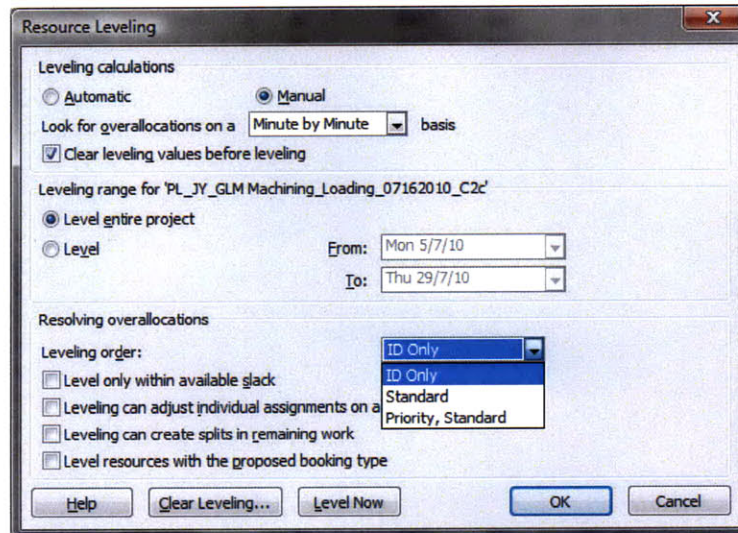 Resource Leveling
Leveling calculations
Automatic Manual
Look for overallocations on a Minute by Minute basis
Clear leveling values before leveling
Leveling range for 'PL_JY_GLM Machining_Loading_07162010_C2c'
Level entire project
Level From: Mon 5/7/10
To: Thu 29/7/10
Resolving overallocations
Leveling order: ID Only
ID Only
Level only within available slack
Standard
Leveling can adjust individual assignments on a
Priority, Standard
Leveling can create splits in remaining work
Level resources with the proposed booking type
Help Clear Leveling... Level Now OK Cancel